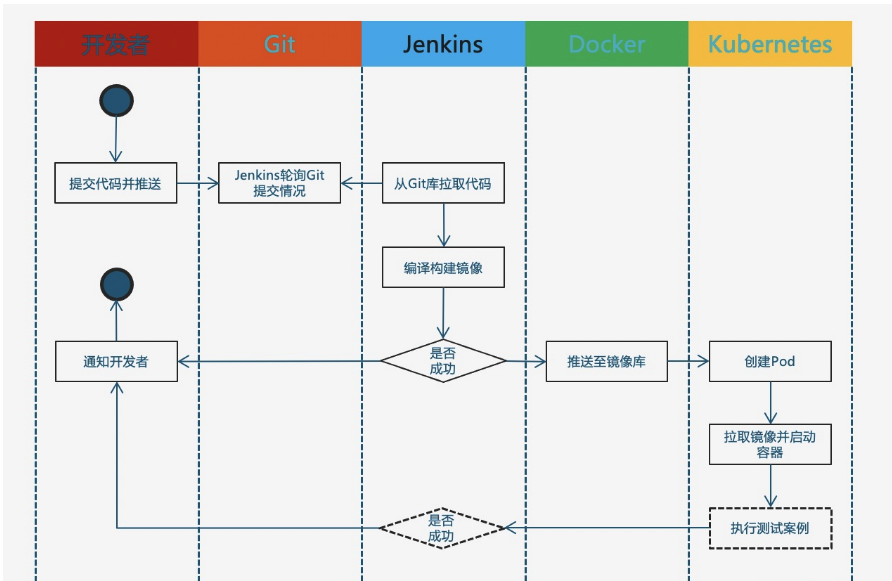 开发者
Git
Jenkins
Docker
Kubernetes
提交代码并推送
Jenkins轮询Git
提交情况
从Git库拉取代码
编译构建镜像
通知开发者
是否
成功
推送至镜像库
创建Pod
拉取镜像并启动
容器
是否
成功
执行测试案例